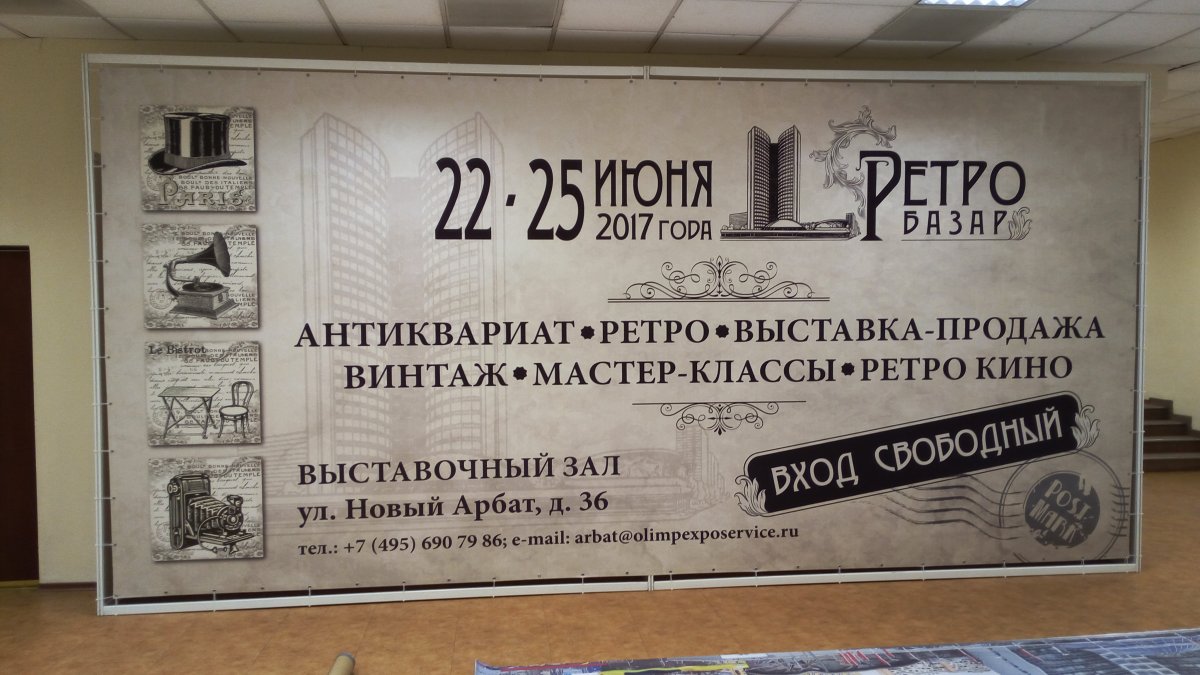 22 - 25 ИЮНЯ
2017 ГОДА
РЕТРО
БАЗАР
АНТИКВАРИАТ•РЕТРО•ВЫСТАВКА-ПРОДАЖА
ВИНТАЖ•МАСТЕР-КЛАССЫ•РЕТРО КИНО
ВЫСТАВОЧНЫЙ ЗАЛ
ул. Новый Арбат, д. 36
тел.: +7 (495) 690 79 86; e-mail: arbat@olimpexposervice.ru
ВХОД СВОБОДНЫЙ
POST
MARK
PARIS
Le Bistrot